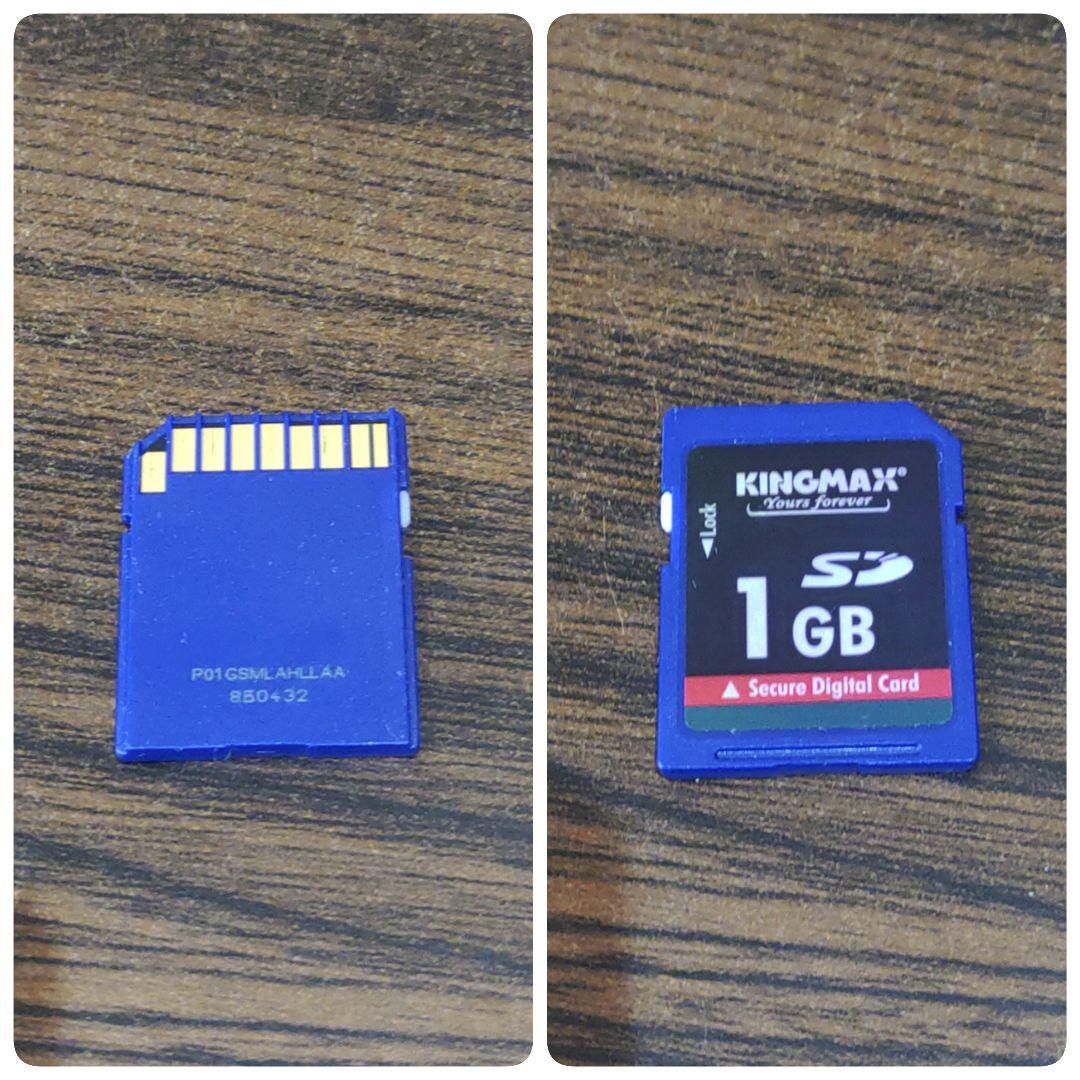 P01GSMLAHLLAA
850432
KINGMAX®
Yours forever
◄Lock
SD
1 GB
▲ Secure Digital Card